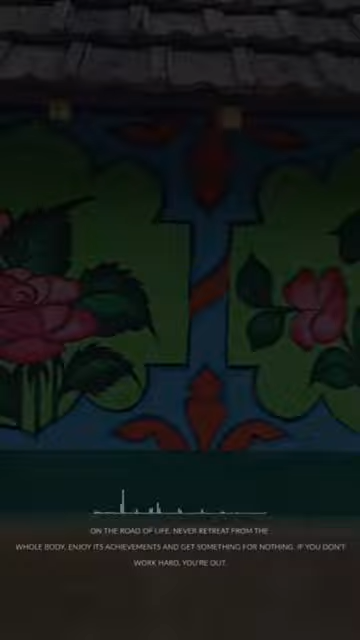 ON THE ROAD OF LIFE, NEVER RETREAT FROM THE
WHOLE BODY, ENJOY ITS ACHIEVEMENTS AND GET SOMETHING FOR NOTHING. IF YOU DON'T
WORK HARD, YOU'RE OUT.